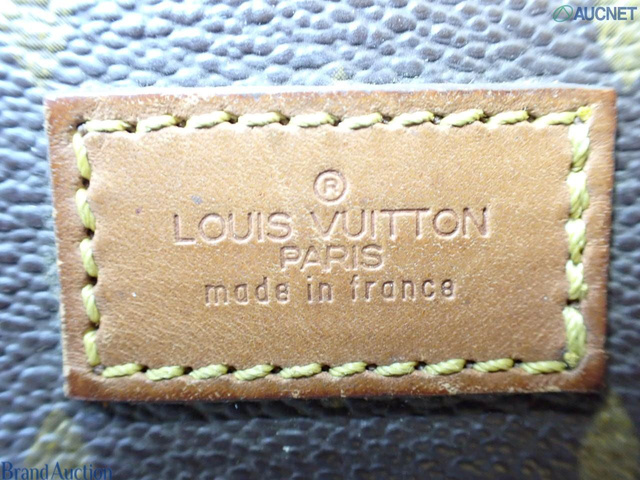 AUCNET
®
LOUIS VUITTON
PARIS
made in france
Brand Auction